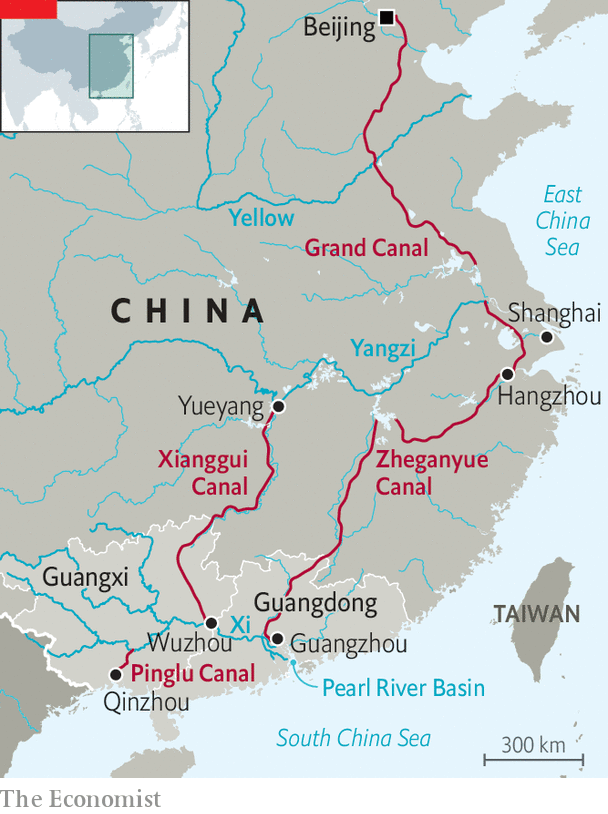 Beijing
Yellow
East
China
Sea
Grand Canal
CHINA
Shanghai
Yangzi
Hangzhou
Yueyang
Xianggui
Canal
Zheganyue
Canal
Guangxi
Guangdong
TAIWAN
Xi
Wuzhou
Guangzhou
Pinglu Canal
Pearl River Basin
Qinzhou
South China Sea
300 km
The Economist